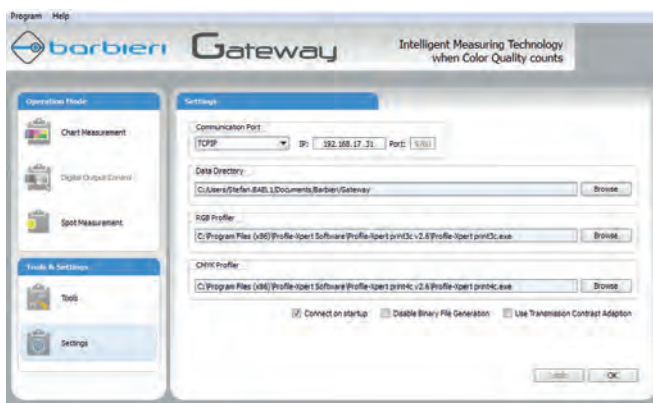 Program Help
barbieri Gateway
Intelligent Measuring Technology
when Color Quality counts
Operation Mode
Chart Measurement
Digital Output Control
Spot Measurement
Tools & Settings
Tools
Settings
Settings
Communication Port
TCPIP IP: 192.168.17.31 Port:
Data Directory
C:/Users/Stefan.BAEL1/Documents/Barbieri/Gateway Browse
RGB Profiler
C:\Program Files (x86)\Profile-Xpert Software\Profile-Xpert print3c v2.6\Profile-Xpert print3c.exe Browse
CMYK Profiler
C:\Program Files (x86)\Profile-Xpert Software\Profile-Xpert print4c v2.6\Profile-Xpert print4c.exe Browse
Connect on startup Disable Binary File Generation Use Transmission Contrast Adaption
OK